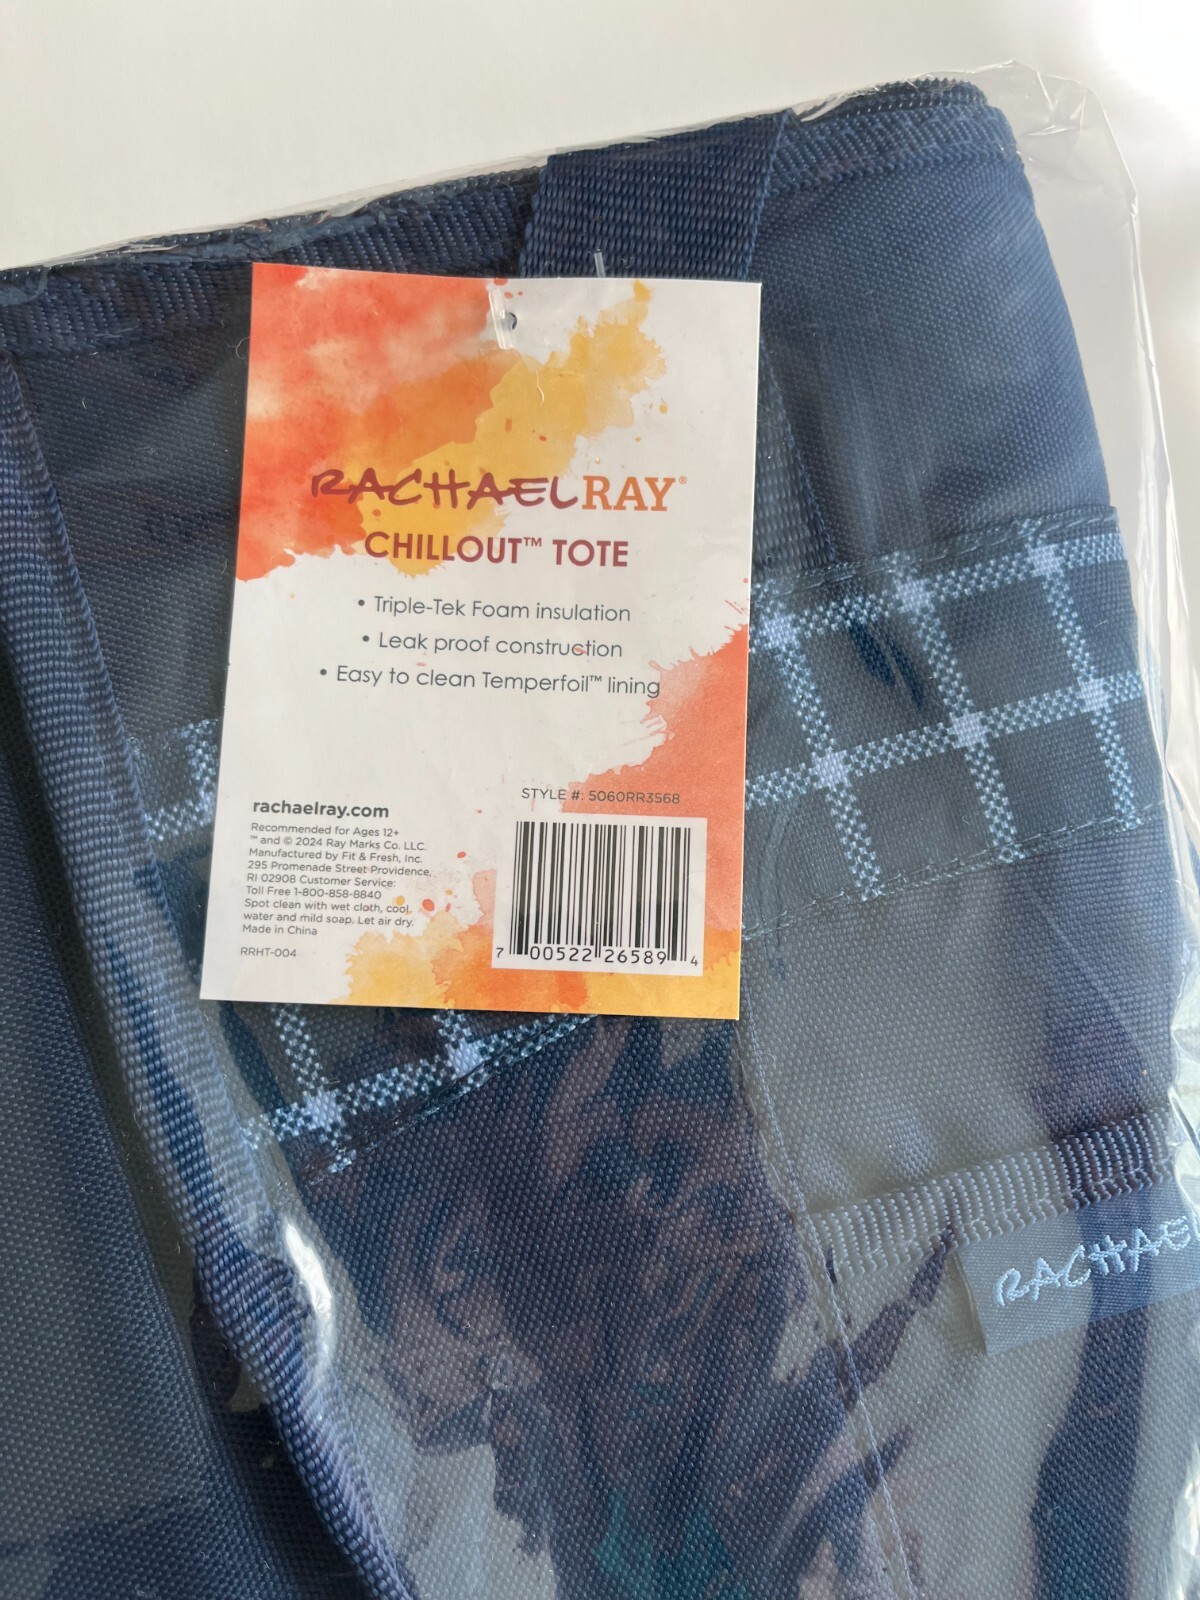 RACHAEL RAY®
CHILLOUT™ TOTE
• Triple-Tek Foam insulation
• Leak proof construction
• Easy to clean Temperfoil™ lining
STYLE #: 5060RR3568
rachaelray.com
Recommended for Ages 12+
™ and © 2024 Ray Marks Co. LLC.
Manufactured by Fit & Fresh, Inc.
295 Promenade Street Providence,
RI 02908 Customer Service:
Toll Free 1-800-858-8840
Spot clean with wet cloth, cool
water and mild soap. Let air dry.
Made in China
RRHT-004
7 00522 26589 4
RACHAEL